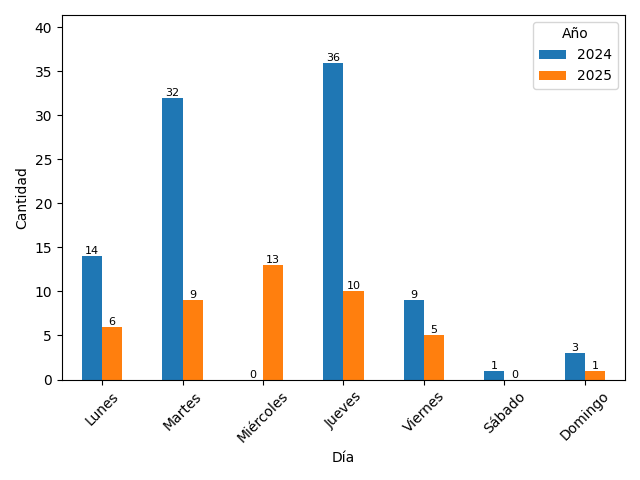 40
35
30
25
20
15
10
5
0
Cantidad
Año
2024
2025
14
32
0
36
9
1
3
6
9
13
10
5
0
1
Lunes
Martes
Miércoles
Jueves
Viernes
Sábado
Domingo
Día